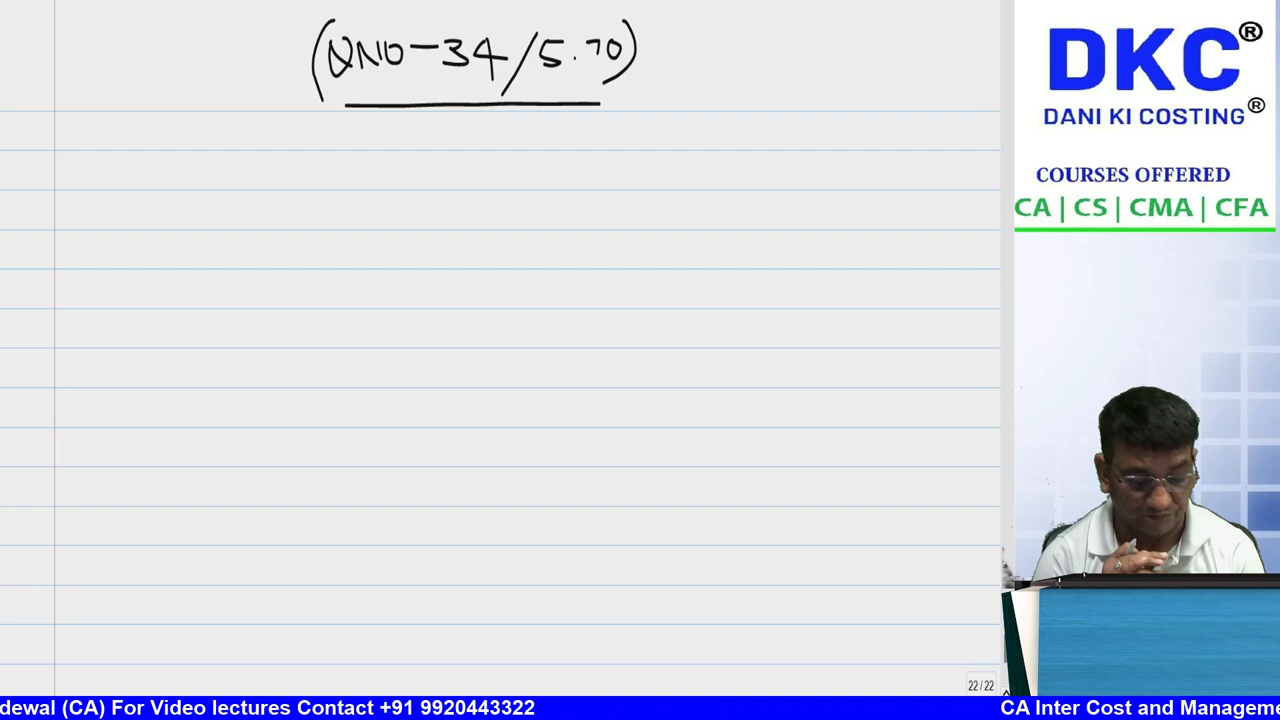 (QNO-34/5.70)
DKC®
DANI KI COSTING®
COURSES OFFERED
CA | CS | CMA | CFA
22/22
dewal (CA) For Video lectures Contact +91 9920443322
CA Inter Cost and Manageme